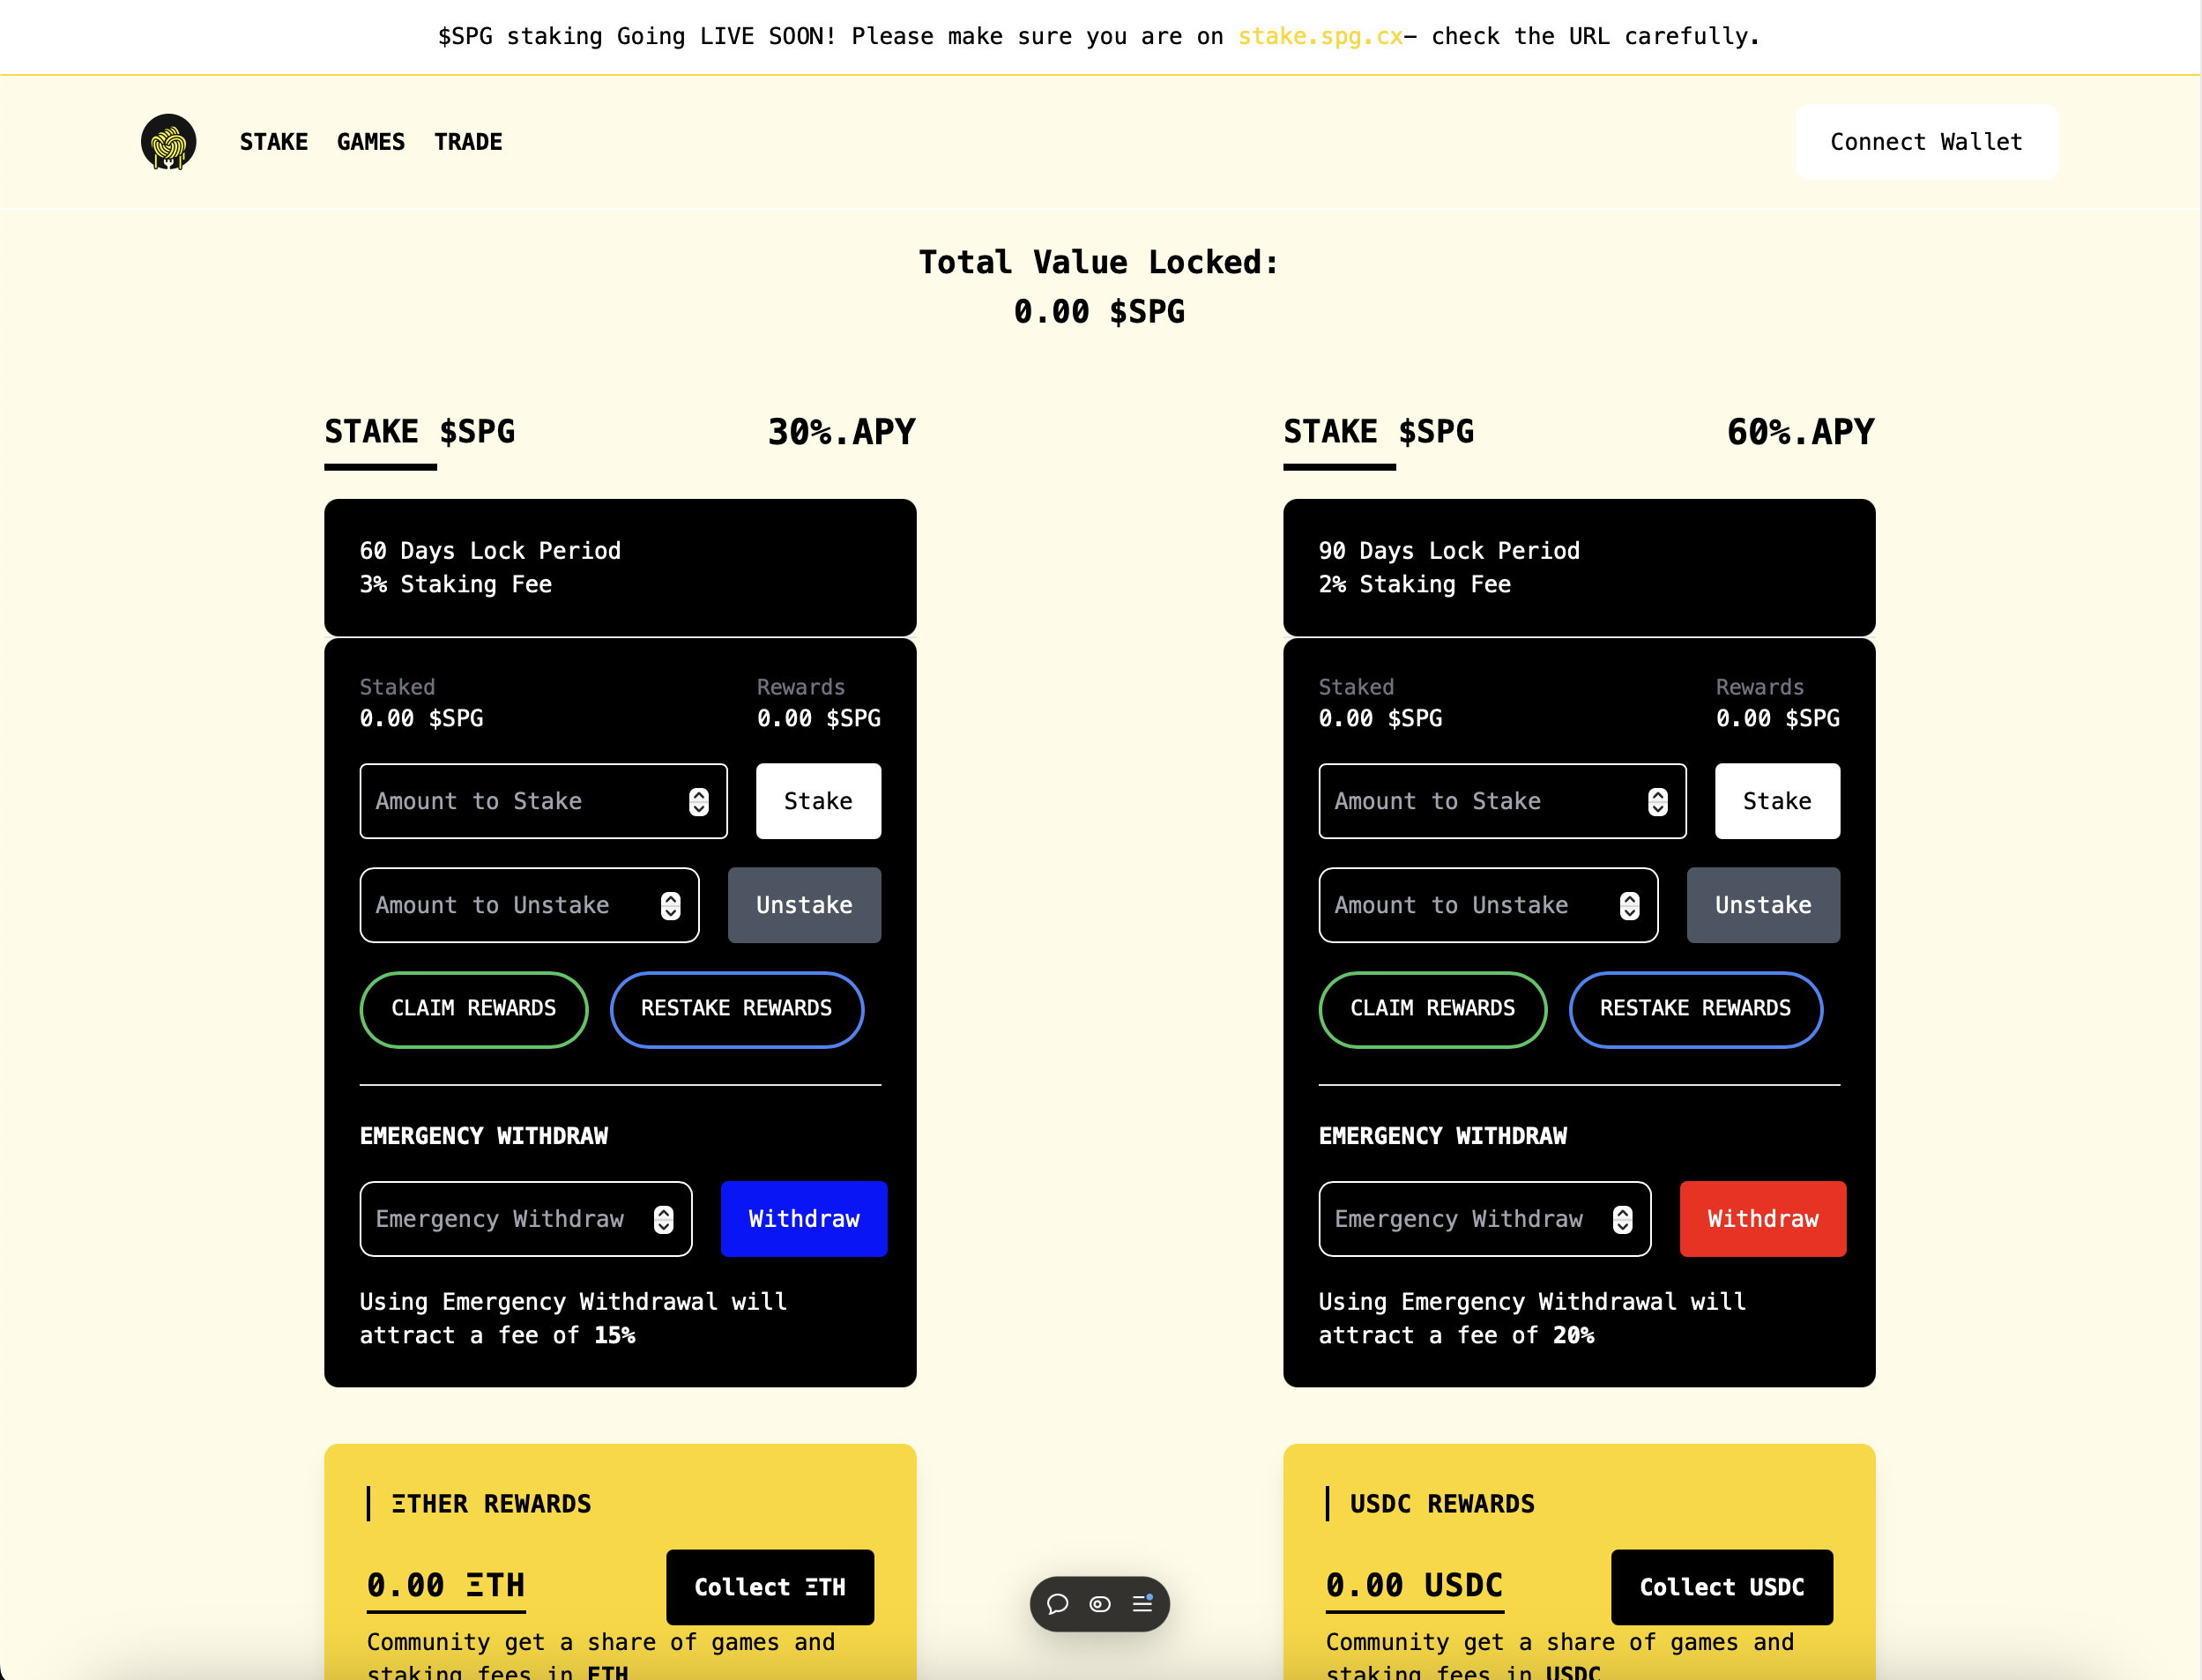 $SPG staking Going LIVE SOON! Please make sure you are on stake.spg.cx– check the URL carefully.
STAKE GAMES TRADE
Connect Wallet
Total Value Locked:
0.00 $SPG
STAKE $SPG 30%.APY
60 Days Lock Period
3% Staking Fee
Staked Rewards
0.00 $SPG 0.00 $SPG
Amount to Stake Stake
Amount to Unstake Unstake
CLAIM REWARDS RESTAKE REWARDS
EMERGENCY WITHDRAW
Emergency Withdraw Withdraw
Using Emergency Withdrawal will
attract a fee of 15%
STAKE $SPG 60%.APY
90 Days Lock Period
2% Staking Fee
Staked Rewards
0.00 $SPG 0.00 $SPG
Amount to Stake Stake
Amount to Unstake Unstake
CLAIM REWARDS RESTAKE REWARDS
EMERGENCY WITHDRAW
Emergency Withdraw Withdraw
Using Emergency Withdrawal will
attract a fee of 20%
ΞTHER REWARDS
0.00 ΞTH Collect ΞTH
Community get a share of games and
staking fees in ETH
USDC REWARDS
0.00 USDC Collect USDC
Community get a share of games and
staking fees in USDC